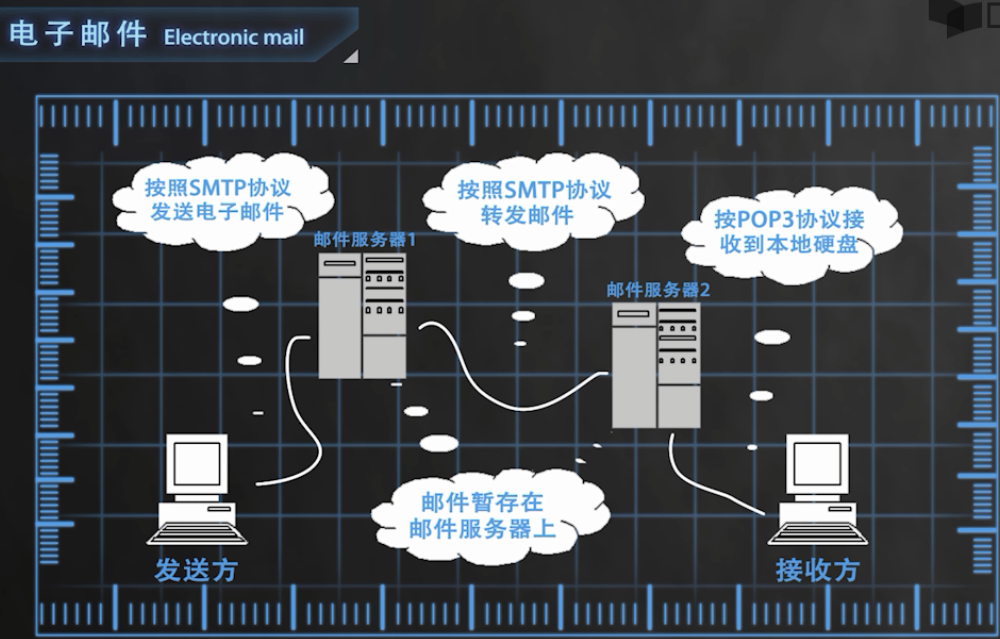 电子邮件 Electronic mail
按照SMTP协议
发送电子邮件
按照SMTP协议
转发邮件
按POP3协议接
收到本地硬盘
邮件服务器1
邮件服务器2
邮件暂存在
邮件服务器上
发送方
接收方